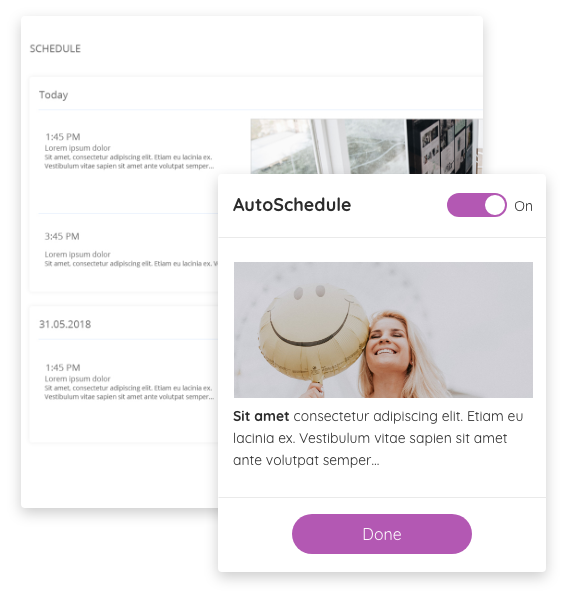 SCHEDULE
Today
1:45 PM
Lorem ipsum dolor
Sit amet, consectetur adipiscing elit. Etiam eu lacinia ex.
Vestibulum vitae sapien sit amet ante volutpat semper...
3:45 PM
Lorem ipsum dolor
Sit amet, consectetur adipiscing elit. Etiam eu lacinia ex.
31.05.2018
1:45 PM
Lorem ipsum dolor
Sit amet, consectetur adipiscing elit. Etiam eu lacinia ex.
Vestibulum vitae sapien sit amet ante volutpat semper...
AutoSchedule
On
Sit amet consectetur adipiscing elit. Etiam eu
lacinia ex. Vestibulum vitae sapien sit amet
ante volutpat semper...
Done